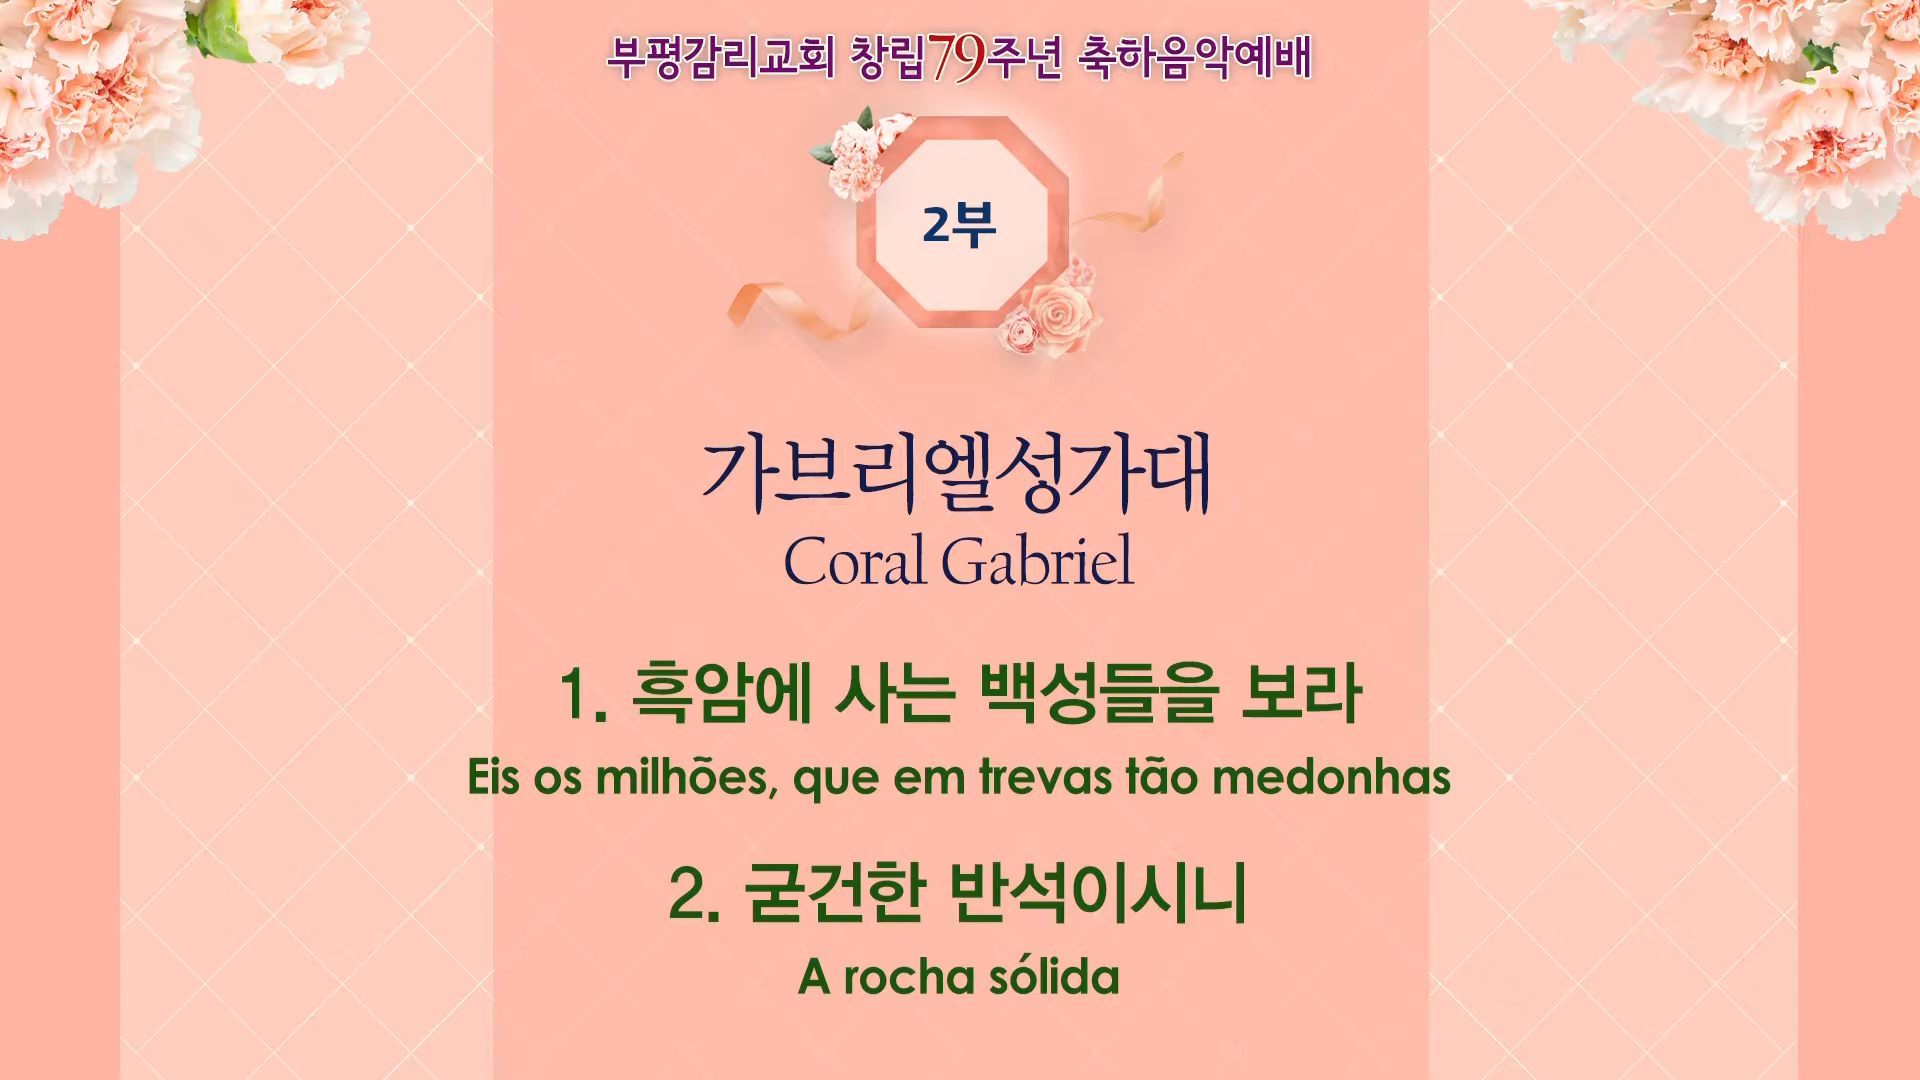 부평감리교회 창립79주년 축하음악예배
2부
가브리엘성가대
Coral Gabriel
1. 흑암에 사는 백성들을 보라
Eis os milhões, que em trevas tão medonhas
2. 굳건한 반석이시니
A rocha sólida